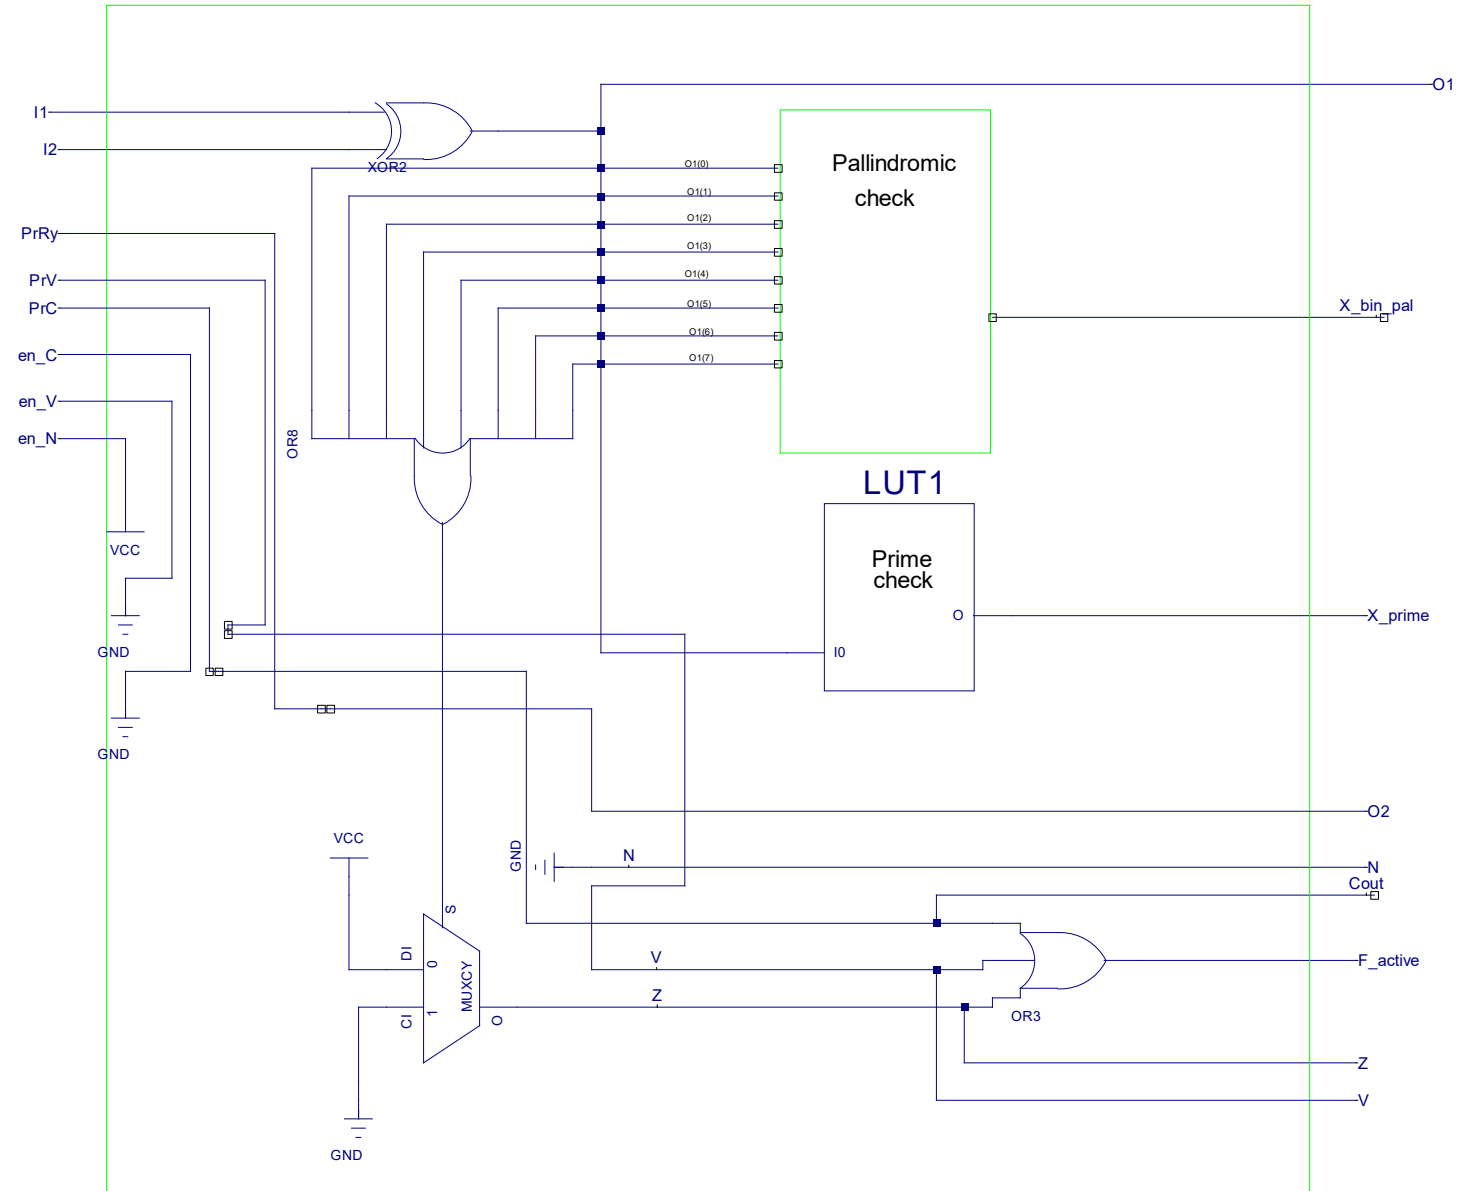 O1
I1
I2
XOR2
Pallindromic
check
O1(0)
O1(1)
O1(2)
O1(3)
O1(4)
O1(5)
O1(6)
O1(7)
PrRy
PrV
PrC
en_C
en_V
en_N
X_bin_pal
OR8
LUT1
Prime
check
O
I0
X_prime
VCC
GND
GND
O2
VCC
GND
N
N
Cout
S
DI
0
MUXCY
CI
1
O
V
Z
F_active
OR3
Z
V
GND